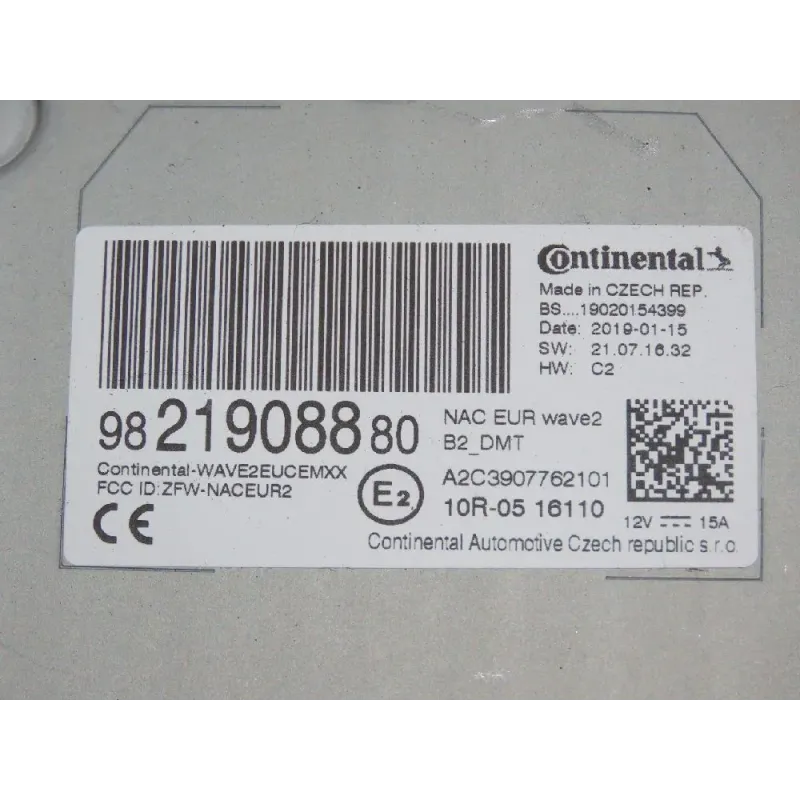 Continental
Made in CZECH REP.
BS....19020154399
Date: 2019-01-15
SW: 21.07.16.32
HW: C2
98 219088 80
NAC EUR wave2
B2_DMT
Continental-WAVE2EUCEMXX
FCC ID:ZFW-NACEUR2
CE
E2
A2C3907762101
10R-05 16110
12V 15A
Continental Automotive Czech republic s.r.o.